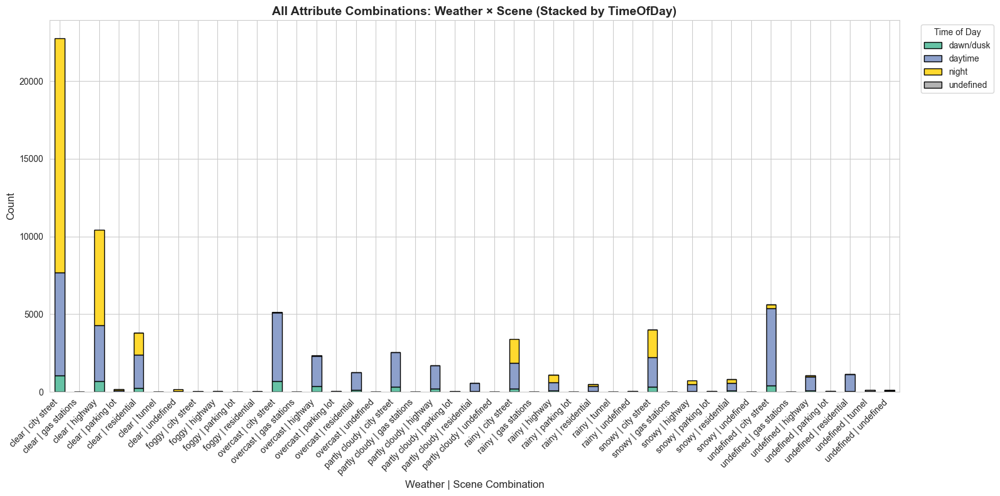 All Attribute Combinations: Weather × Scene (Stacked by TimeOfDay)
Time of Day
dawn/dusk
daytime
night
undefined
Count
20000
15000
10000
5000
0
clear | city street
clear | gas stations
clear | highway
clear | parking lot
clear | residential
clear | tunnel
clear | undefined
foggy | city street
foggy | highway
foggy | parking lot
foggy | residential
overcast | city street
overcast | gas stations
overcast | highway
overcast | parking lot
overcast | residential
overcast | undefined
partly cloudy | city street
partly cloudy | gas stations
partly cloudy | highway
partly cloudy | parking lot
partly cloudy | residential
partly cloudy | undefined
rainy | city street
rainy | gas stations
rainy | highway
rainy | parking lot
rainy | residential
rainy | tunnel
rainy | undefined
snowy | city street
snowy | gas stations
snowy | highway
snowy | parking lot
snowy | residential
snowy | undefined
undefined | city street
undefined | gas stations
undefined | highway
undefined | parking lot
undefined | residential
undefined | tunnel
undefined | undefined
Weather | Scene Combination